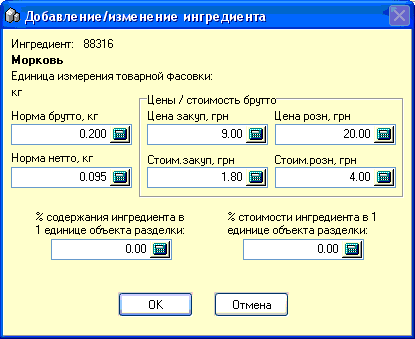 Добавление/изменение ингредиента
Ингредиент: 88316
Морковь
Единица измерения товарной фасовки:
кг
Цены / стоимость брутто
Норма брутто, кг Цена закуп, грн Цена розн, грн
0.200 9.00 20.00
Норма нетто, кг Стоим.закуп, грн Стоим.розн, грн
0.095 1.80 4.00
% содержания ингредиента в % стоимости ингредиента в 1
1 единице объекта разделки: единице объекта разделки:
0.00 0.00
OK Отмена